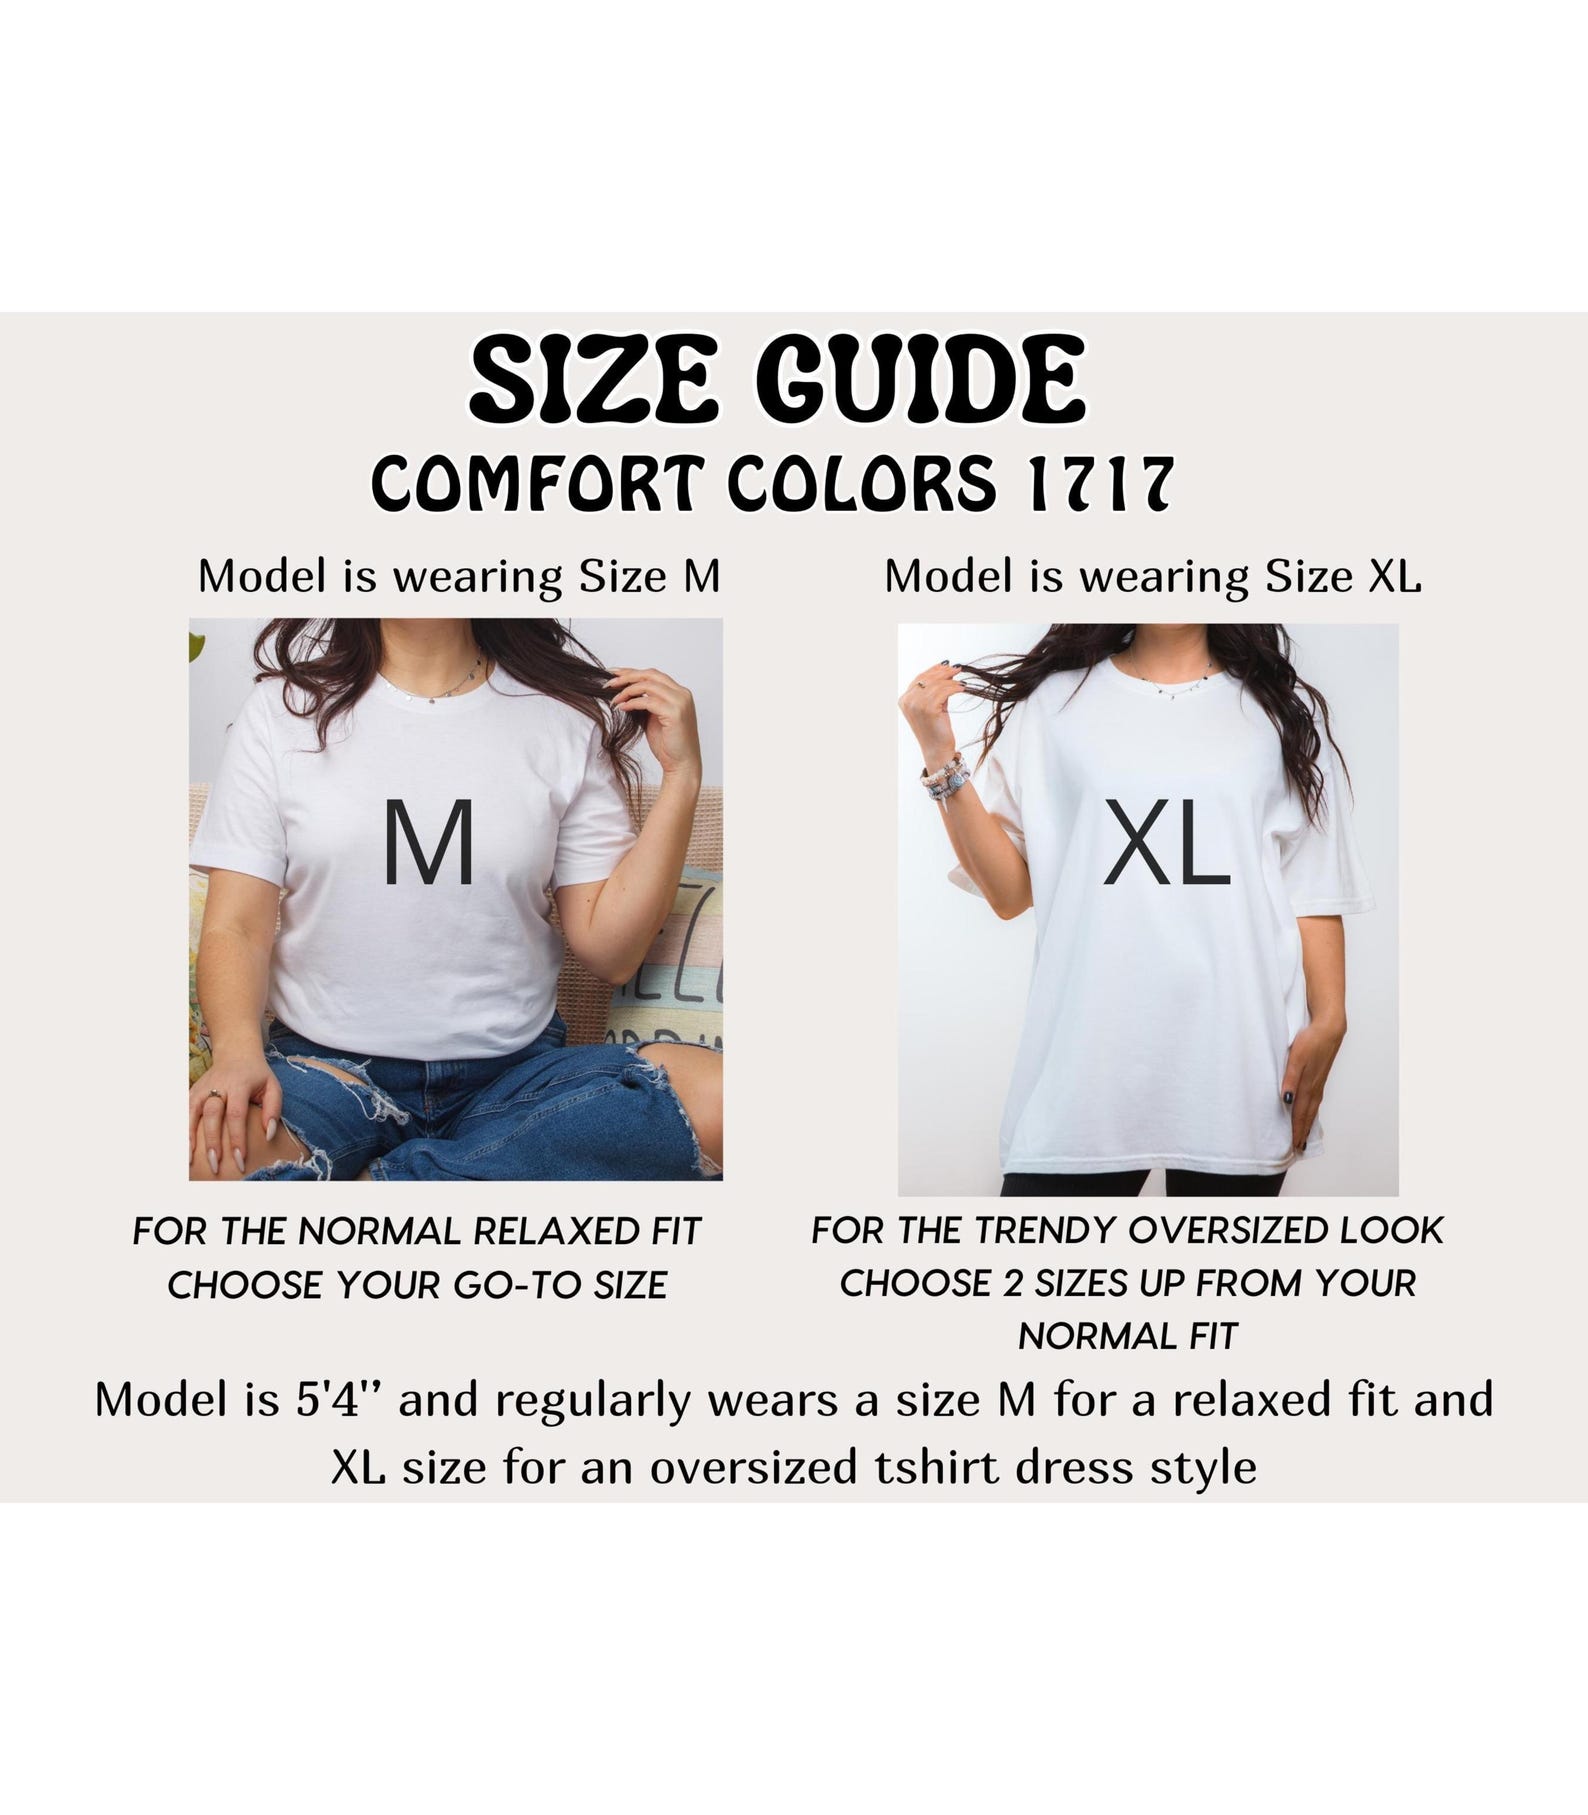 SIZE GUIDE
COMFORT COLORS 1717
Model is wearing Size M
Model is wearing Size XL
M
XL
FOR THE NORMAL RELAXED FIT
CHOOSE YOUR GO-TO SIZE
FOR THE TRENDY OVERSIZED LOOK
CHOOSE 2 SIZES UP FROM YOUR
NORMAL FIT
Model is 5'4'' and regularly wears a size M for a relaxed fit and
XL size for an oversized tshirt dress style